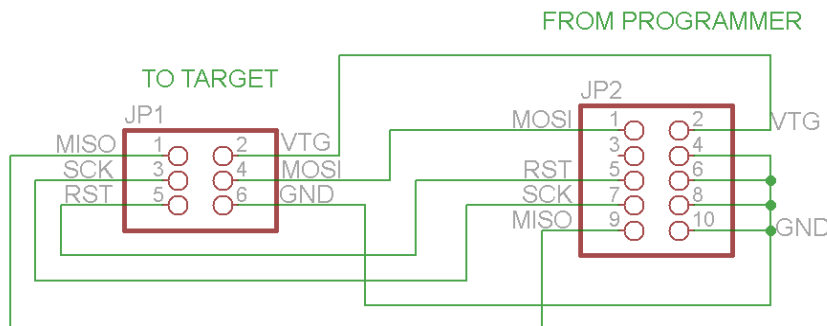 FROM PROGRAMMER
TO TARGET
JP1
MISO 1 2 VTG
SCK 3 4 MOSI
RST 5 6 GND
JP2
MOSI 1 2 VTG
3 4
RST 5 6
SCK 7 8
MISO 9 10 GND